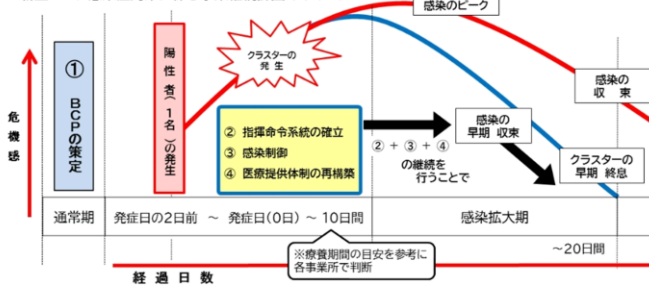 感染のピーク
クラスターの
発 生
陽性者(1名)の発生
①
BCPの策定
危機感
感染の
収 束
② 指揮命令系統の確立
③ 感染制御
④ 医療提供体制の再構築
② + ③ + ④
の継続を
行うことで
感染の
早期 収束
クラスターの
早期 終息
通常期
発症日の2日前 ～ 発症日(0日) ～ 10日間
感染拡大期
※療養期間の目安を参考に
各事業所で判断
～20日間
経 過 日 数